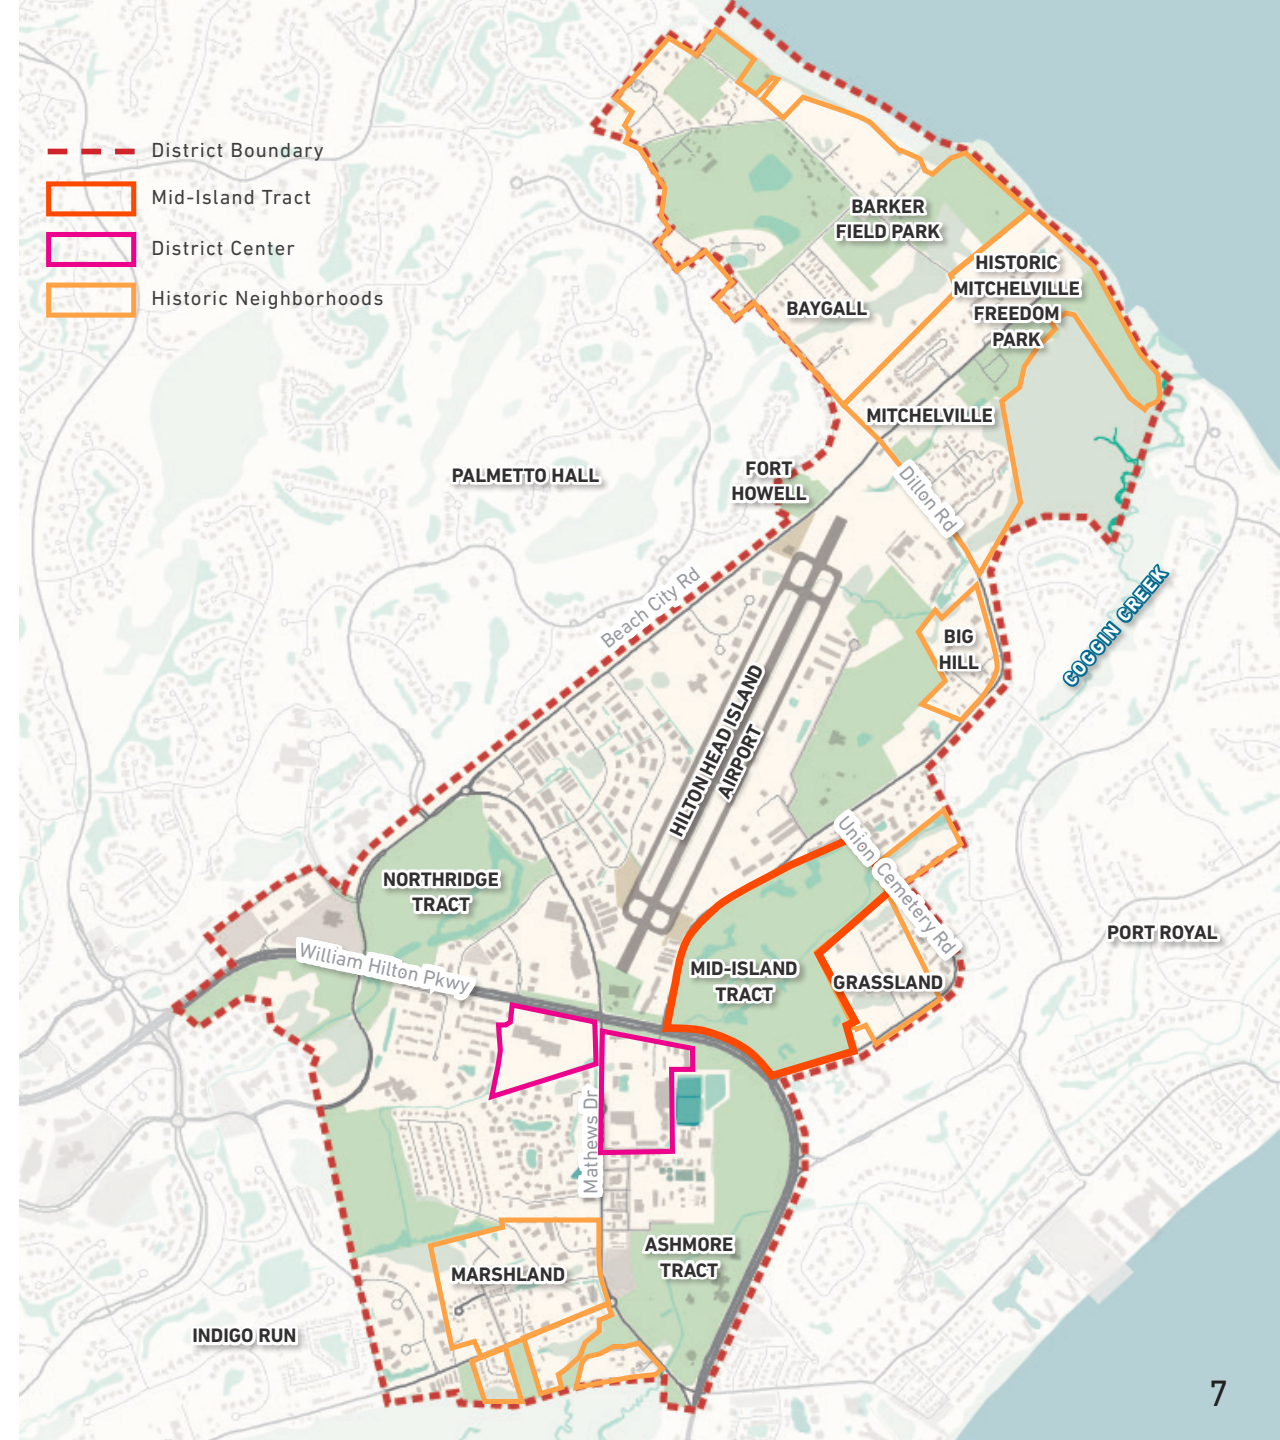 District Boundary
Mid-Island Tract
District Center
Historic Neighborhoods
BARKER
FIELD PARK
HISTORIC
MITCHELVILLE
FREEDOM
PARK
BAYGALL
MITCHELVILLE
PALMETTO HALL
FORT
HOWELL
Dillon Rd
Beach City Rd
COGGIN CREEK
BIG
HILL
HILTON HEAD ISLAND
AIRPORT
Union Cemetery Rd
NORTHRIDGE
TRACT
PORT ROYAL
William Hilton Pkwy
MID-ISLAND
TRACT
GRASSLAND
Mathews Dr
ASHMORE
TRACT
MARSHLAND
INDIGO RUN
7